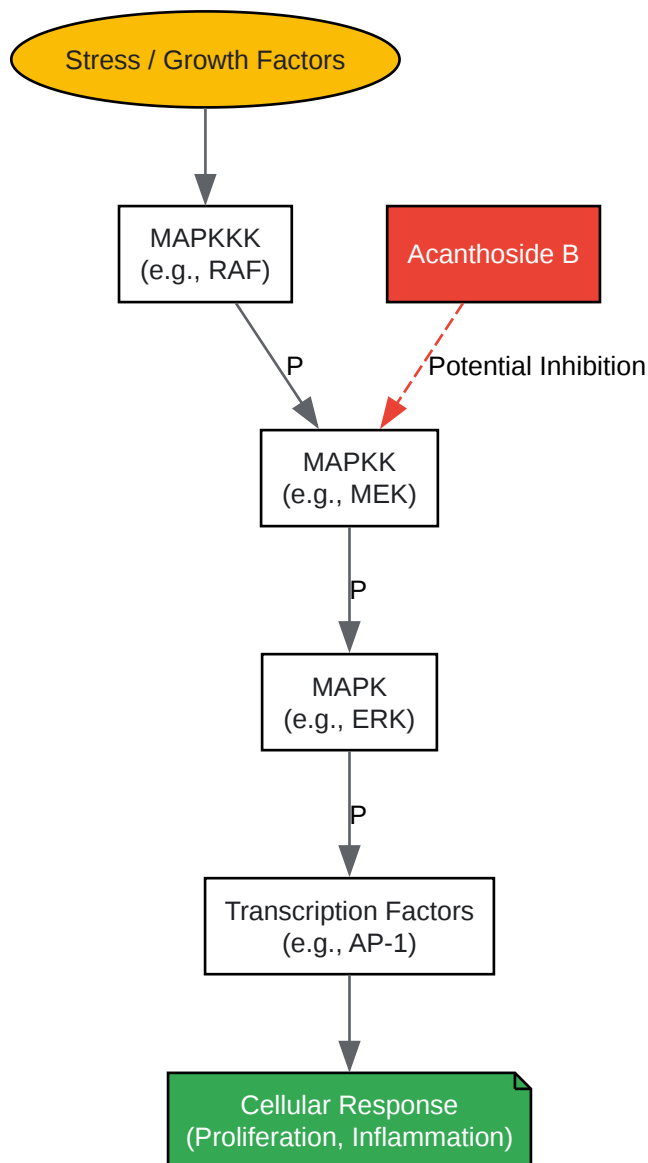 Stress / Growth Factors
MAPKKK
(e.g., RAF)
Acanthoside B
P
Potential Inhibition
MAPKK
(e.g., MEK)
P
MAPK
(e.g., ERK)
P
Transcription Factors
(e.g., AP-1)
Cellular Response
(Proliferation, Inflammation)